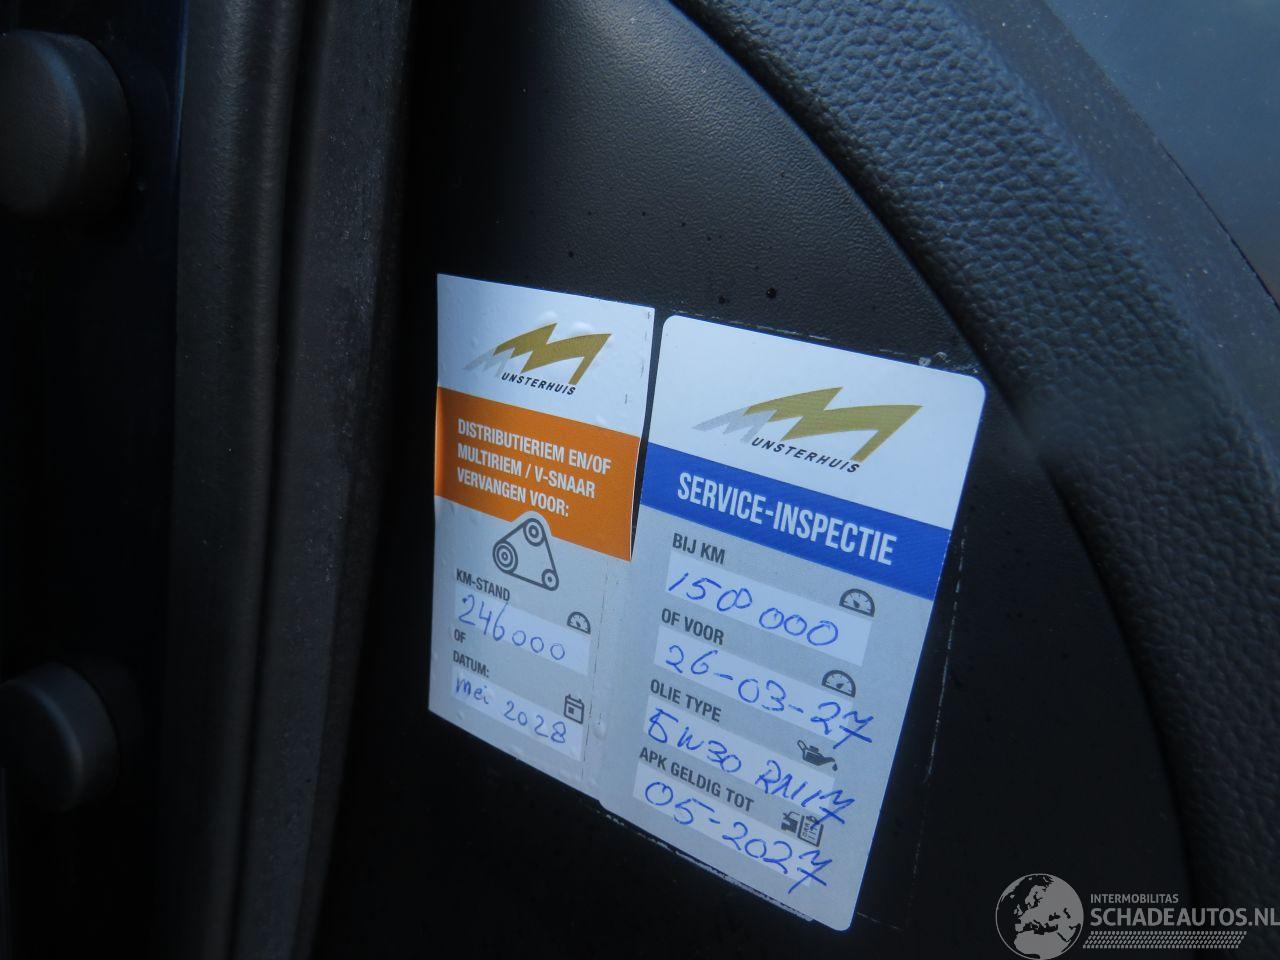 UNSTERHUIS
DISTRIBUTIERIEM EN/OF
MULTIRIEM / V-SNAAR
VERVANGEN VOOR:
KM-STAND
246000
OF
DATUM:
mei 2028
UNSTERHUIS
SERVICE-INSPECTIE
BIJ KM
150 000
OF VOOR
26-03-27
OLIE TYPE
5W30 RN17
APK GELDIG TOT
05-2027
INTERMOBILITAS
SCHADEAUTOS.NL